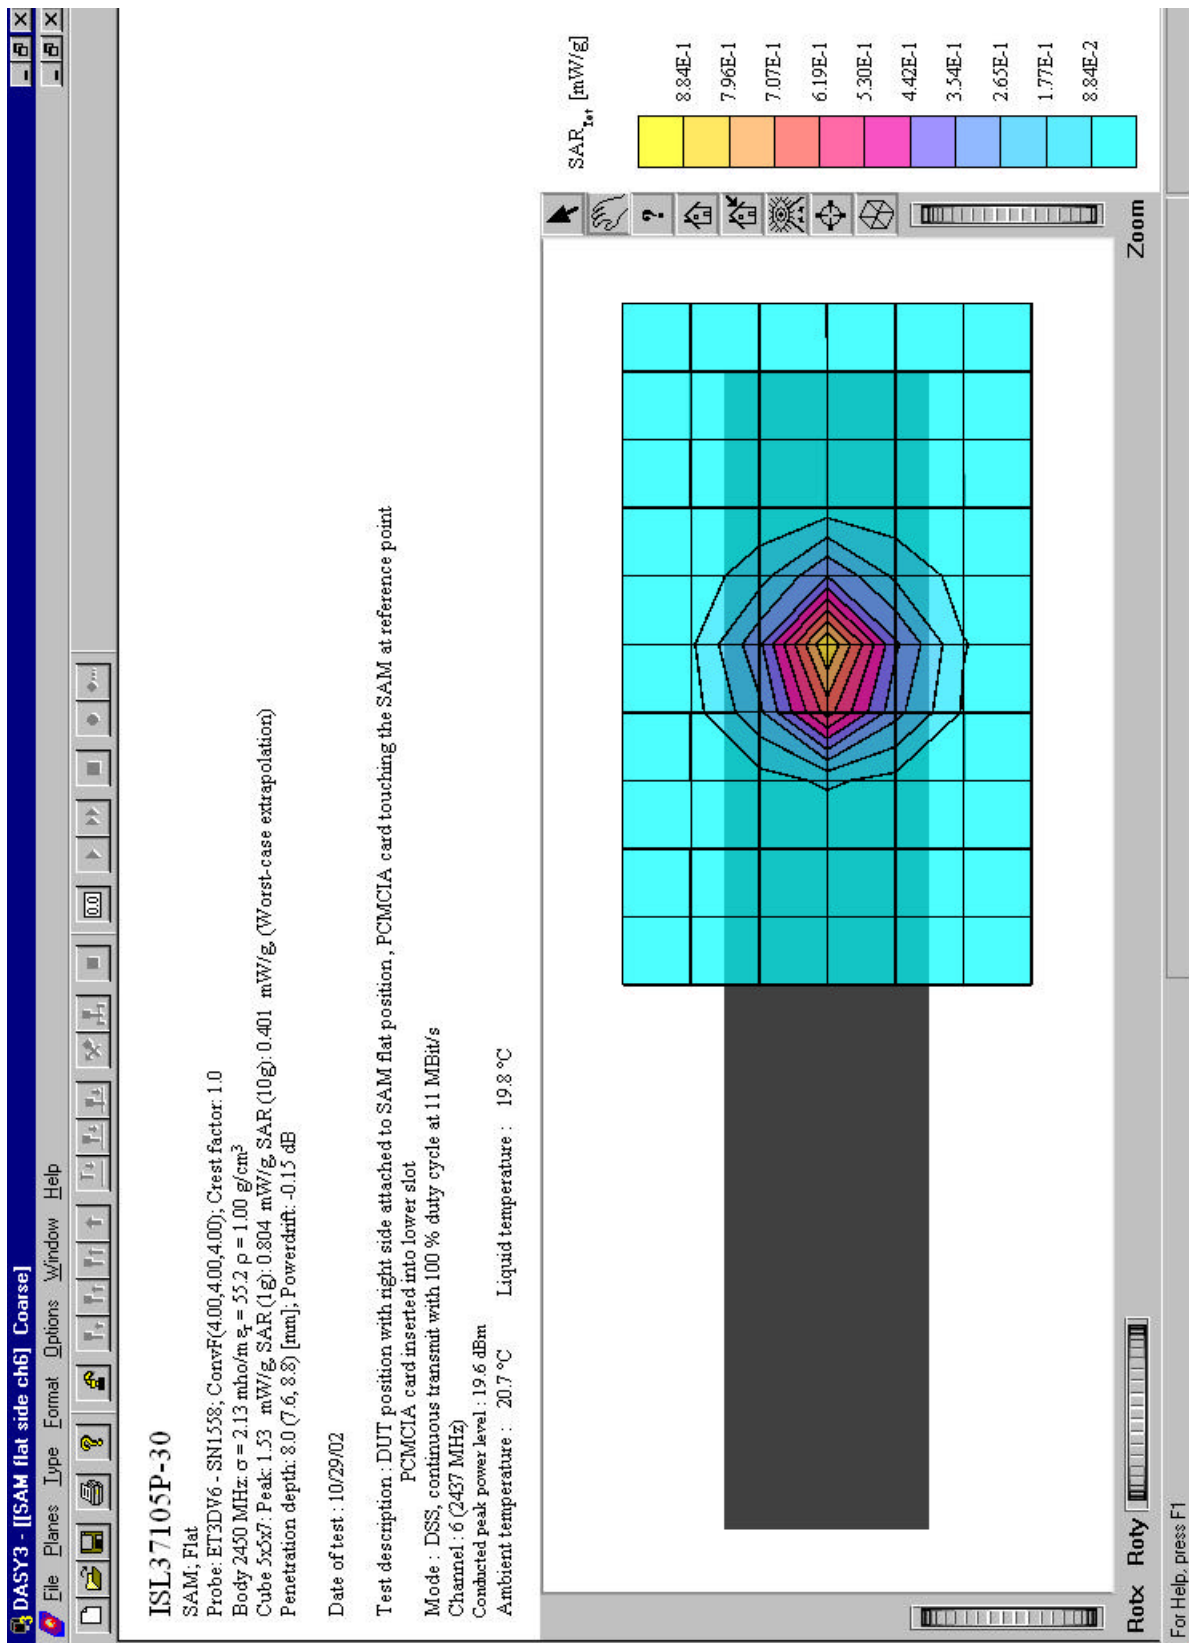 DASY3 - [[SAM flat side ch6]  Coarse]
File Planes Type Format Options Window Help
0.0
ISL37105P-30
SAM; Flat
Probe: ET3DV6 - SN1558; ConvF(4.00,4.00,4.00); Crest factor: 1.0
Body 2450 MHz: σ = 2.13 mho/m εr = 55.2 ρ = 1.00 g/cm³
Cube 5x5x7: Peak: 1.53 mW/g, SAR (1g): 0.804 mW/g, SAR (10g): 0.401 mW/g, (Worst-case extrapolation)
Penetration depth: 8.0 (7.6, 8.8) [mm]; Powerdrift: -0.15 dB
Date of test : 10/29/02
Test description : DUT position with right side attached to SAM flat position , PCMCIA card touching the SAM at reference point
PCMCIA card inserted into lower slot
Mode : DSS, continuous transmit with 100 % duty cycle at 11 MBit/s
Channel : 6 (2437 MHz)
Conducted peak power level : 19.6 dBm
Ambient temperature : 20.7 °C Liquid temperature : 19.8 °C
SARTot [mW/g]
8.84E-1
7.96E-1
7.07E-1
6.19E-1
5.30E-1
4.42E-1
3.54E-1
2.65E-1
1.77E-1
8.84E-2
Rotx Roty Zoom
For Help, press F1